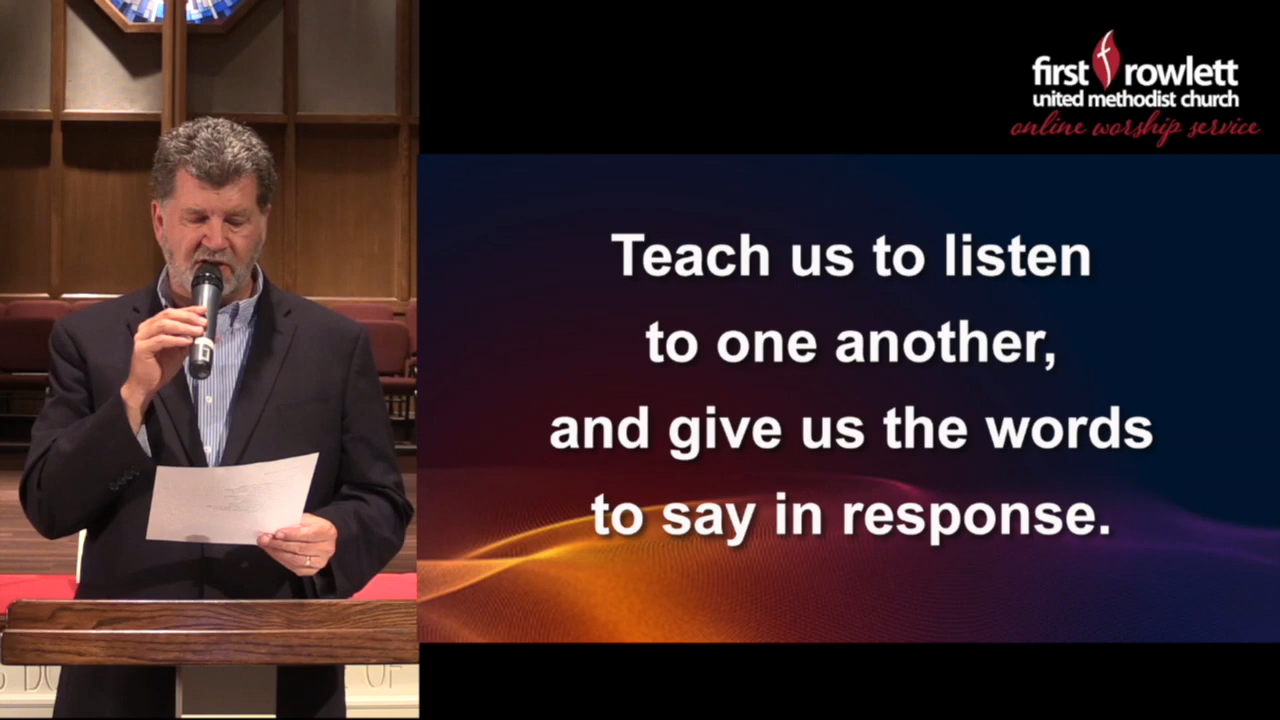 first rowlett
united methodist church
online worship service
Teach us to listen
to one another,
and give us the words
to say in response.
OF